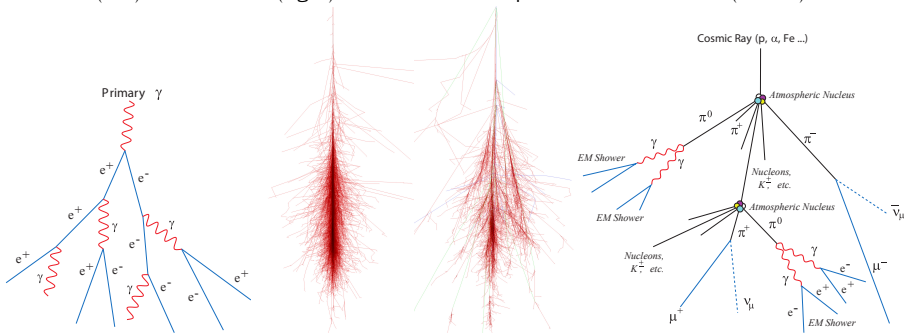 Primary γ
e⁺
e⁻
e⁺
γ
e⁻
γ
e⁺
γ
e⁺
e⁻
γ
e⁻
e⁻
e⁺
Cosmic Ray (p, α, Fe ...)
Atmospheric Nucleus
π⁰
π⁺
π⁻
γ
γ
EM Shower
EM Shower
Nucleons,
K± etc.
Atmospheric Nucleus
ν̅μ
π⁺
π⁰
Nucleons,
K± etc.
γ
γ
e⁻
e⁺
e⁺
e⁻
μ⁻
μ⁺
νμ
EM Shower